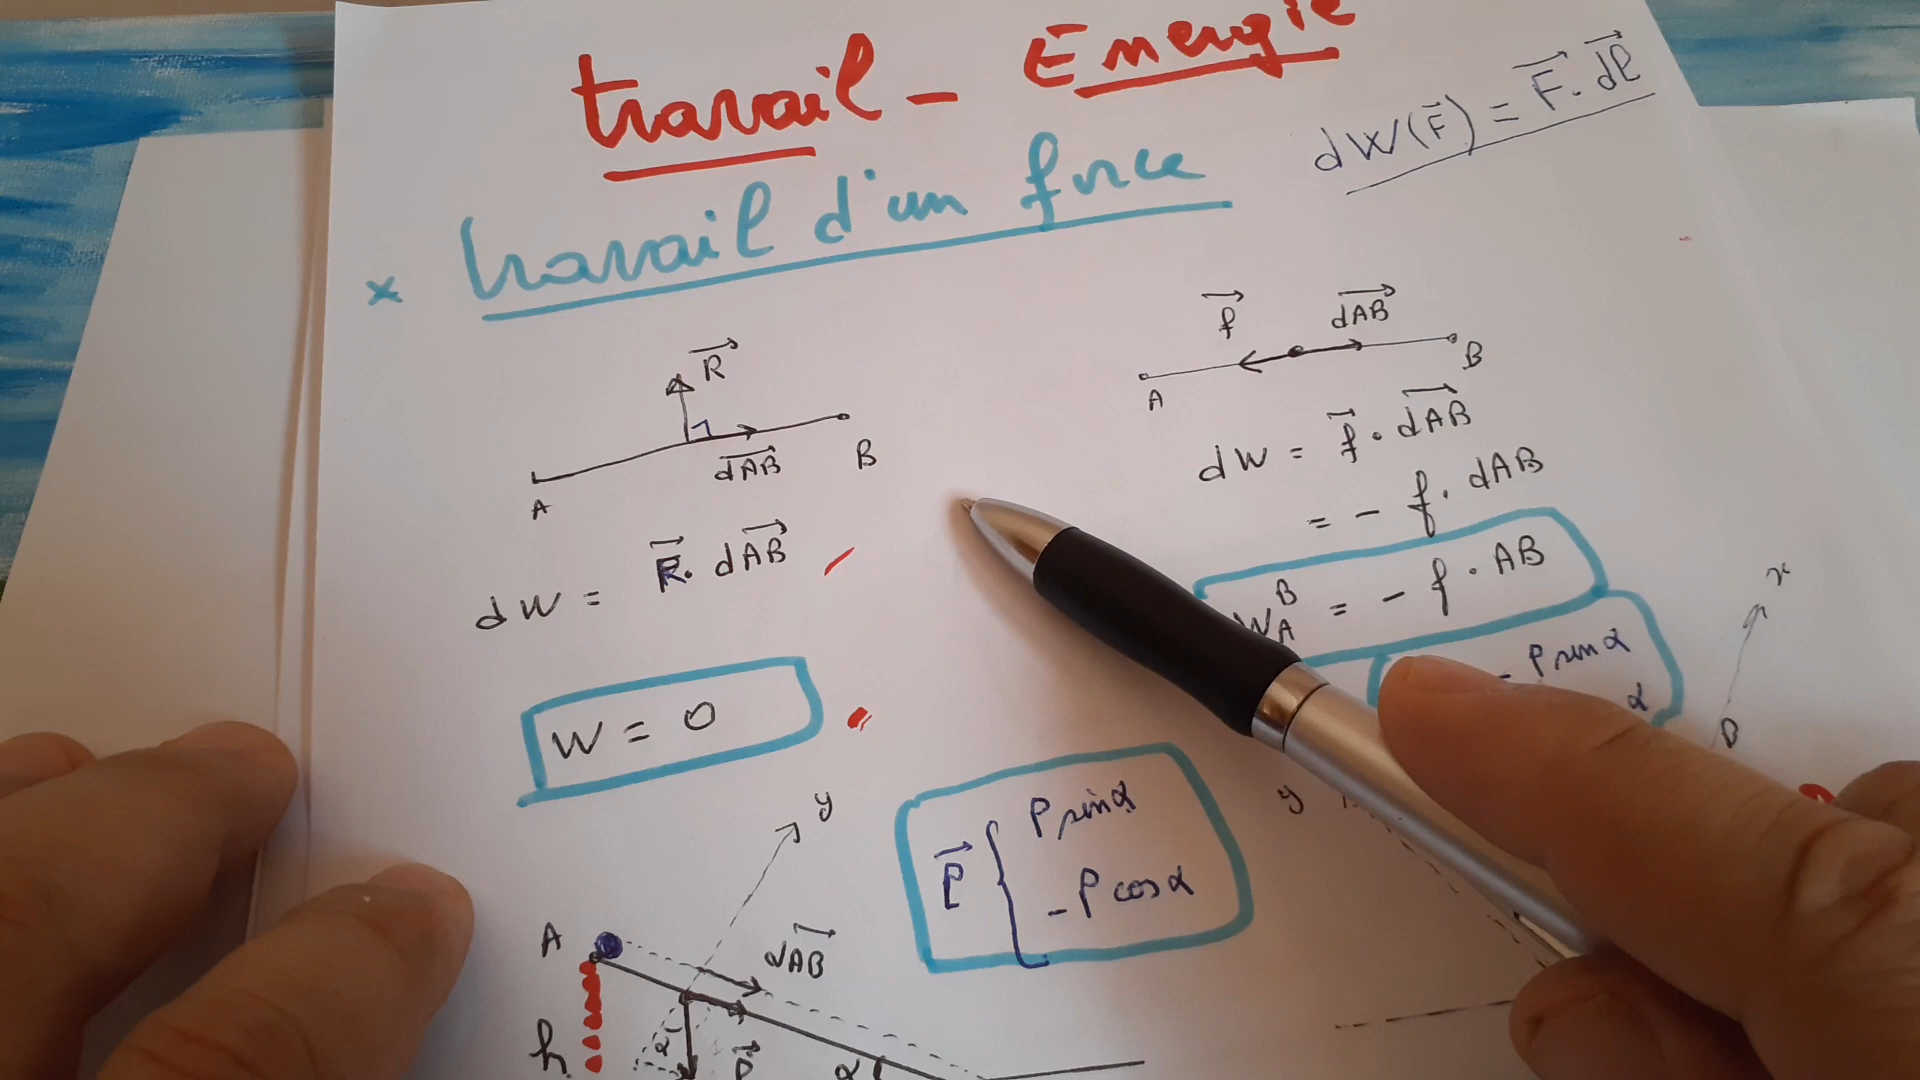 travail - Energie
dW(F⃗) = F⃗ . dl⃗
× travail d'un force
R⃗
dAB⃗
A
B
dW = R⃗ . dAB⃗
W = 0
f⃗
dAB⃗
A
B
dW = f⃗ . dAB⃗
= - f . dAB
W_A^B = - f . AB
- P sin α
α
x
B
y
P⃗ { P sin α
- P cos α
y
A
dAB⃗
h
P⃗
α